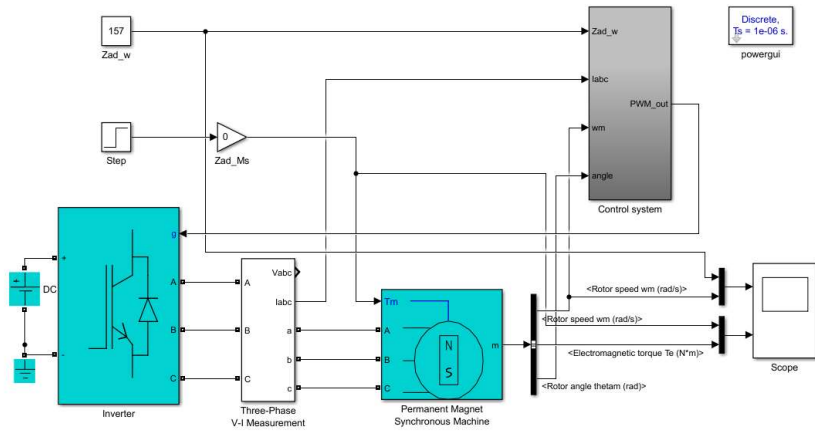 157
Zad_w
Step
0
Zad_Ms
Zad_w
Iabc
wm
angle
PWM_out
Control system
Discrete,
Ts = 1e-06 s.
powergui
DC
+
+
-
g
A
B
C
Inverter
Vabc
Iabc
A
B
C
a
b
c
Three-Phase
V-I Measurement
Tm
A
B
C
N
S
m
Permanent Magnet
Synchronous Machine
<Rotor speed wm (rad/s)>
<Rotor speed wm (rad/s)>
<Electromagnetic torque Te (N*m)>
<Rotor angle thetam (rad)>
Scope